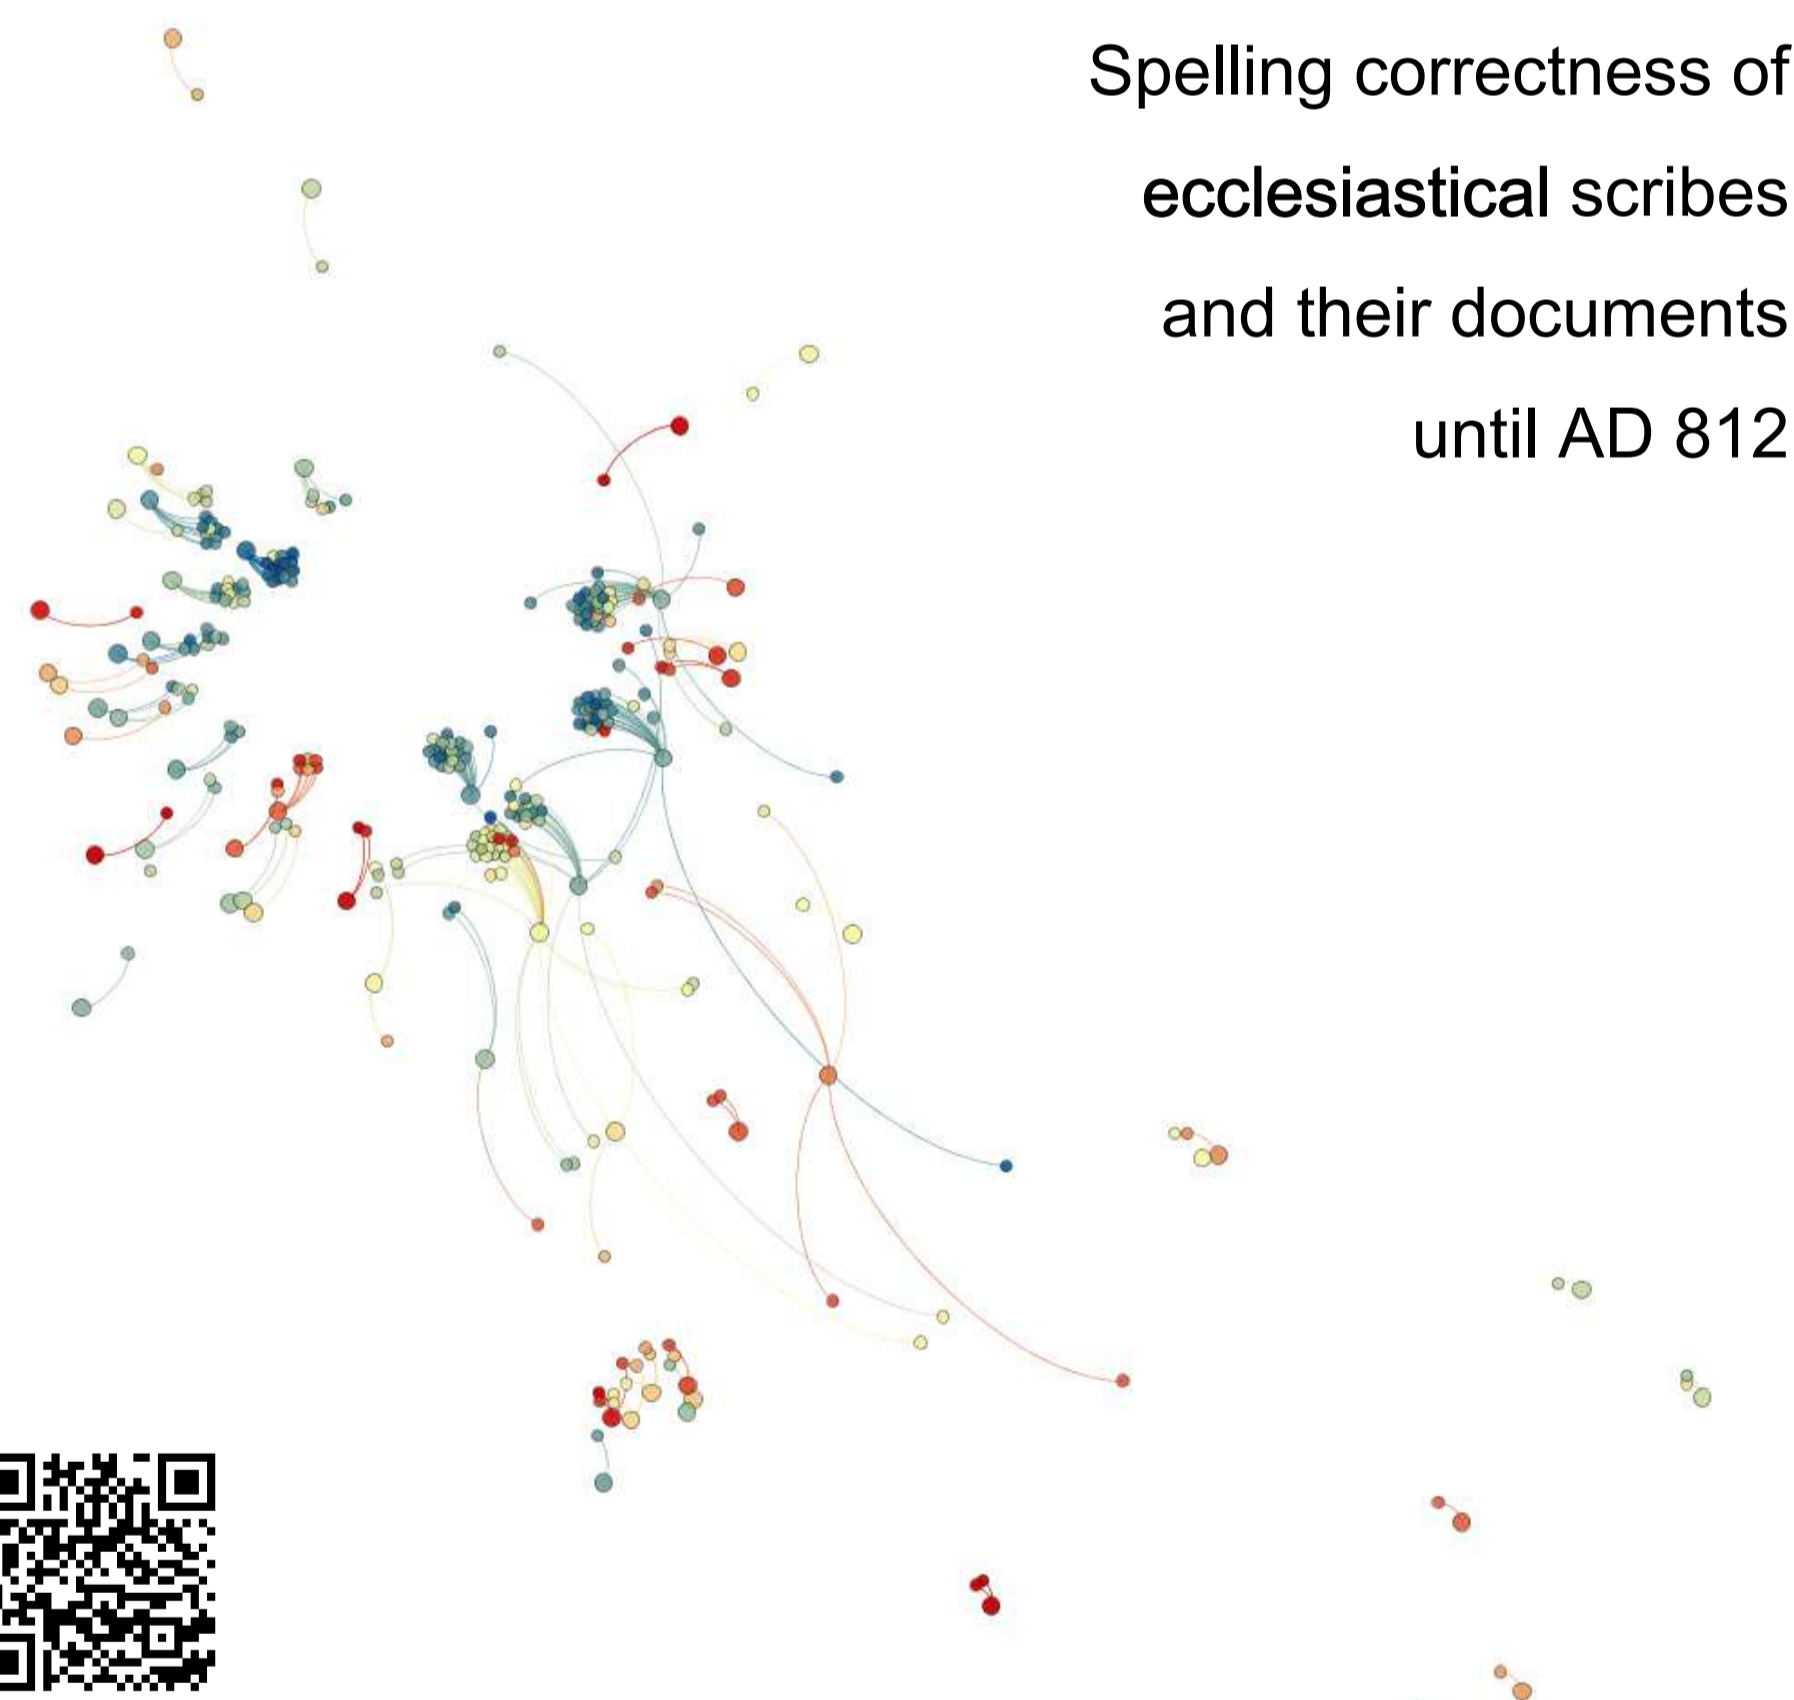 Spelling correctness of
ecclesiastical scribes
and their documents
until AD 812